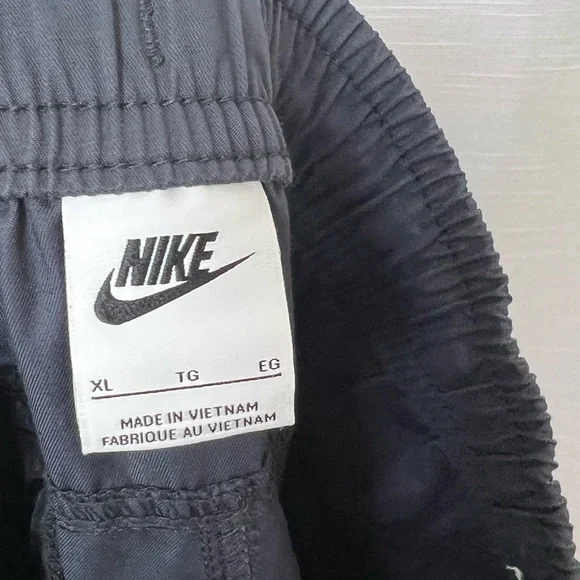 NIKE
XL TG EG
MADE IN VIETNAM
FABRIQUE AU VIETNAM